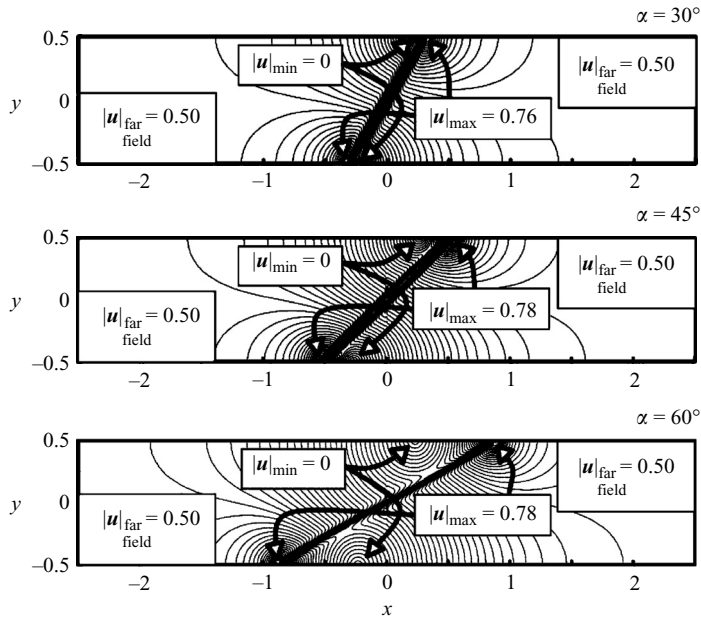 α = 30°
0.5
|u|min = 0
|u|far field = 0.50
y
0
|u|far field = 0.50
|u|max = 0.76
–0.5
–2
–1
0
1
2
α = 45°
0.5
|u|min = 0
|u|far field = 0.50
y
0
|u|far field = 0.50
|u|max = 0.78
–0.5
–2
–1
0
1
2
α = 60°
0.5
|u|min = 0
|u|far field = 0.50
y
0
|u|far field = 0.50
|u|max = 0.78
–0.5
–2
–1
0
1
2
x